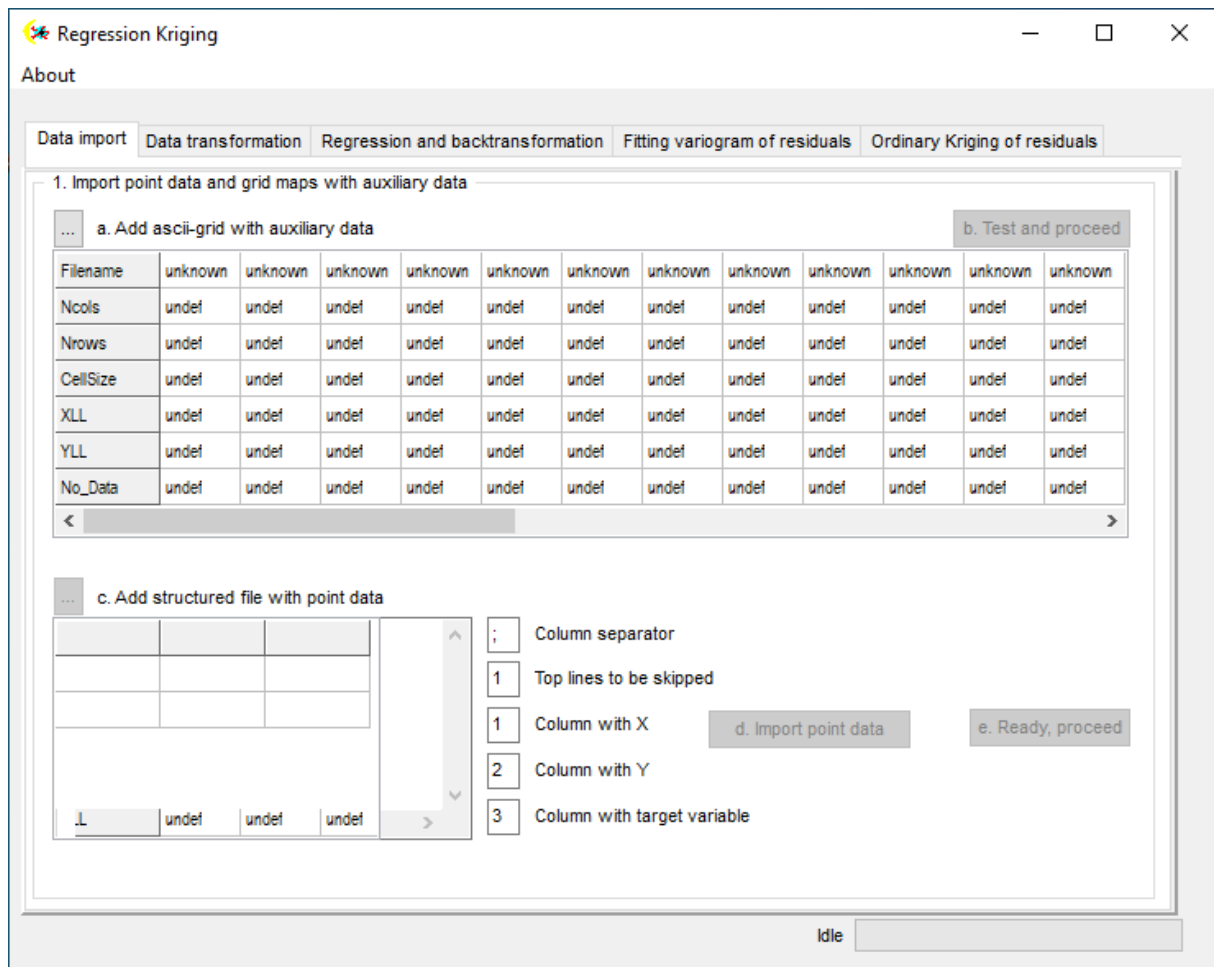 Regression Kriging
About
Data import Data transformation Regression and backtransformation Fitting variogram of residuals Ordinary Kriging of residuals
1. Import point data and grid maps with auxiliary data
... a. Add ascii-grid with auxiliary data b. Test and proceed
Filename unknown unknown unknown unknown unknown unknown unknown unknown unknown unknown unknown unknown
Ncols undef undef undef undef undef undef undef undef undef undef undef undef
Nrows undef undef undef undef undef undef undef undef undef undef undef undef
CellSize undef undef undef undef undef undef undef undef undef undef undef undef
XLL undef undef undef undef undef undef undef undef undef undef undef undef
YLL undef undef undef undef undef undef undef undef undef undef undef undef
No_Data undef undef undef undef undef undef undef undef undef undef undef undef
... c. Add structured file with point data
; Column separator
1 Top lines to be skipped
1 Column with X d. Import point data e. Ready, proceed
2 Column with Y
LL undef undef undef 3 Column with target variable
Idle